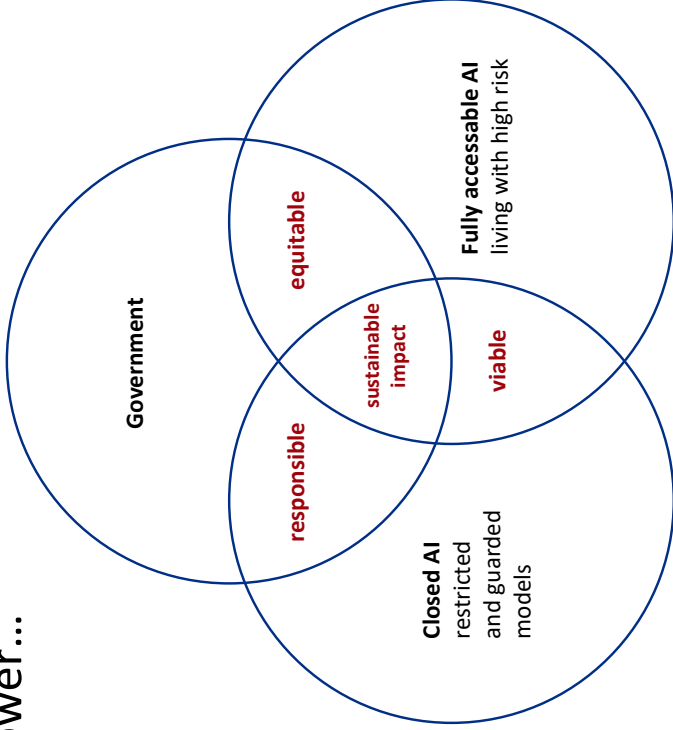 ower...
Government
responsible
equitable
sustainable
impact
Closed AI
restricted
and guarded
models
viable
Fully accessable AI
living with high risk